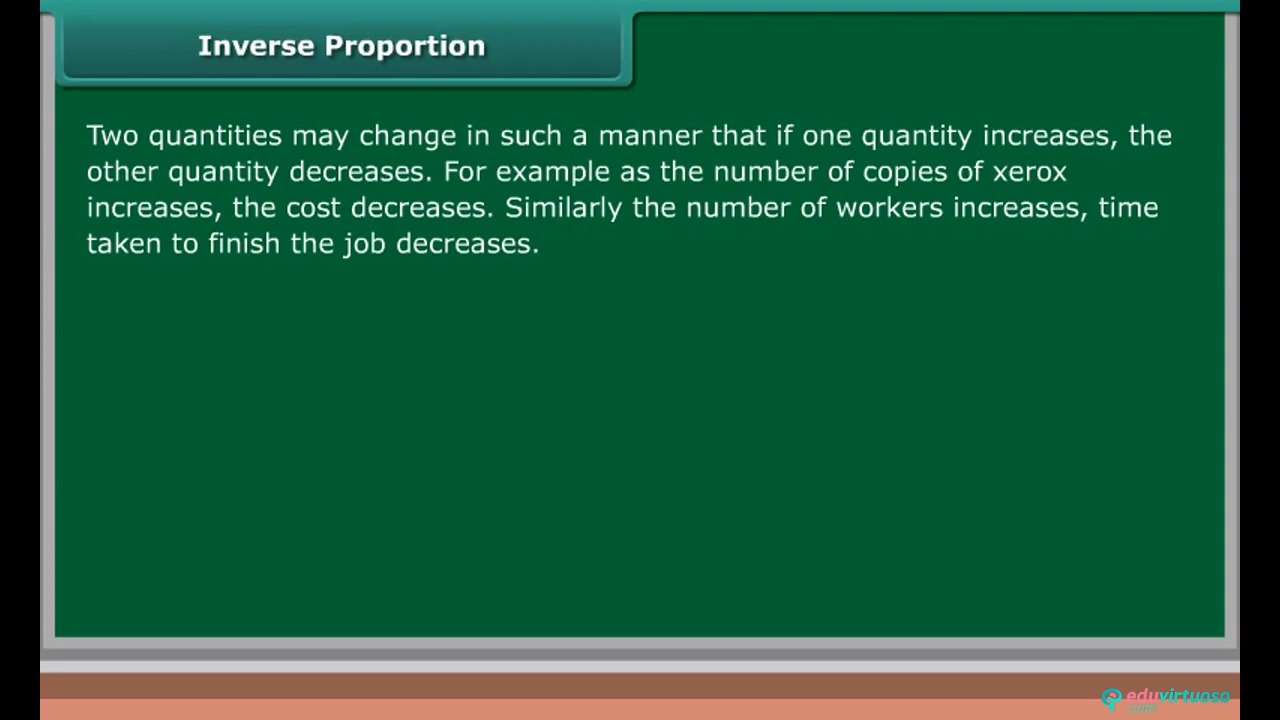 Inverse Proportion
Two quantities may change in such a manner that if one quantity increases, the
other quantity decreases. For example as the number of copies of xerox
increases, the cost decreases. Similarly the number of workers increases, time
taken to finish the job decreases.
eduvirtuoso
.com